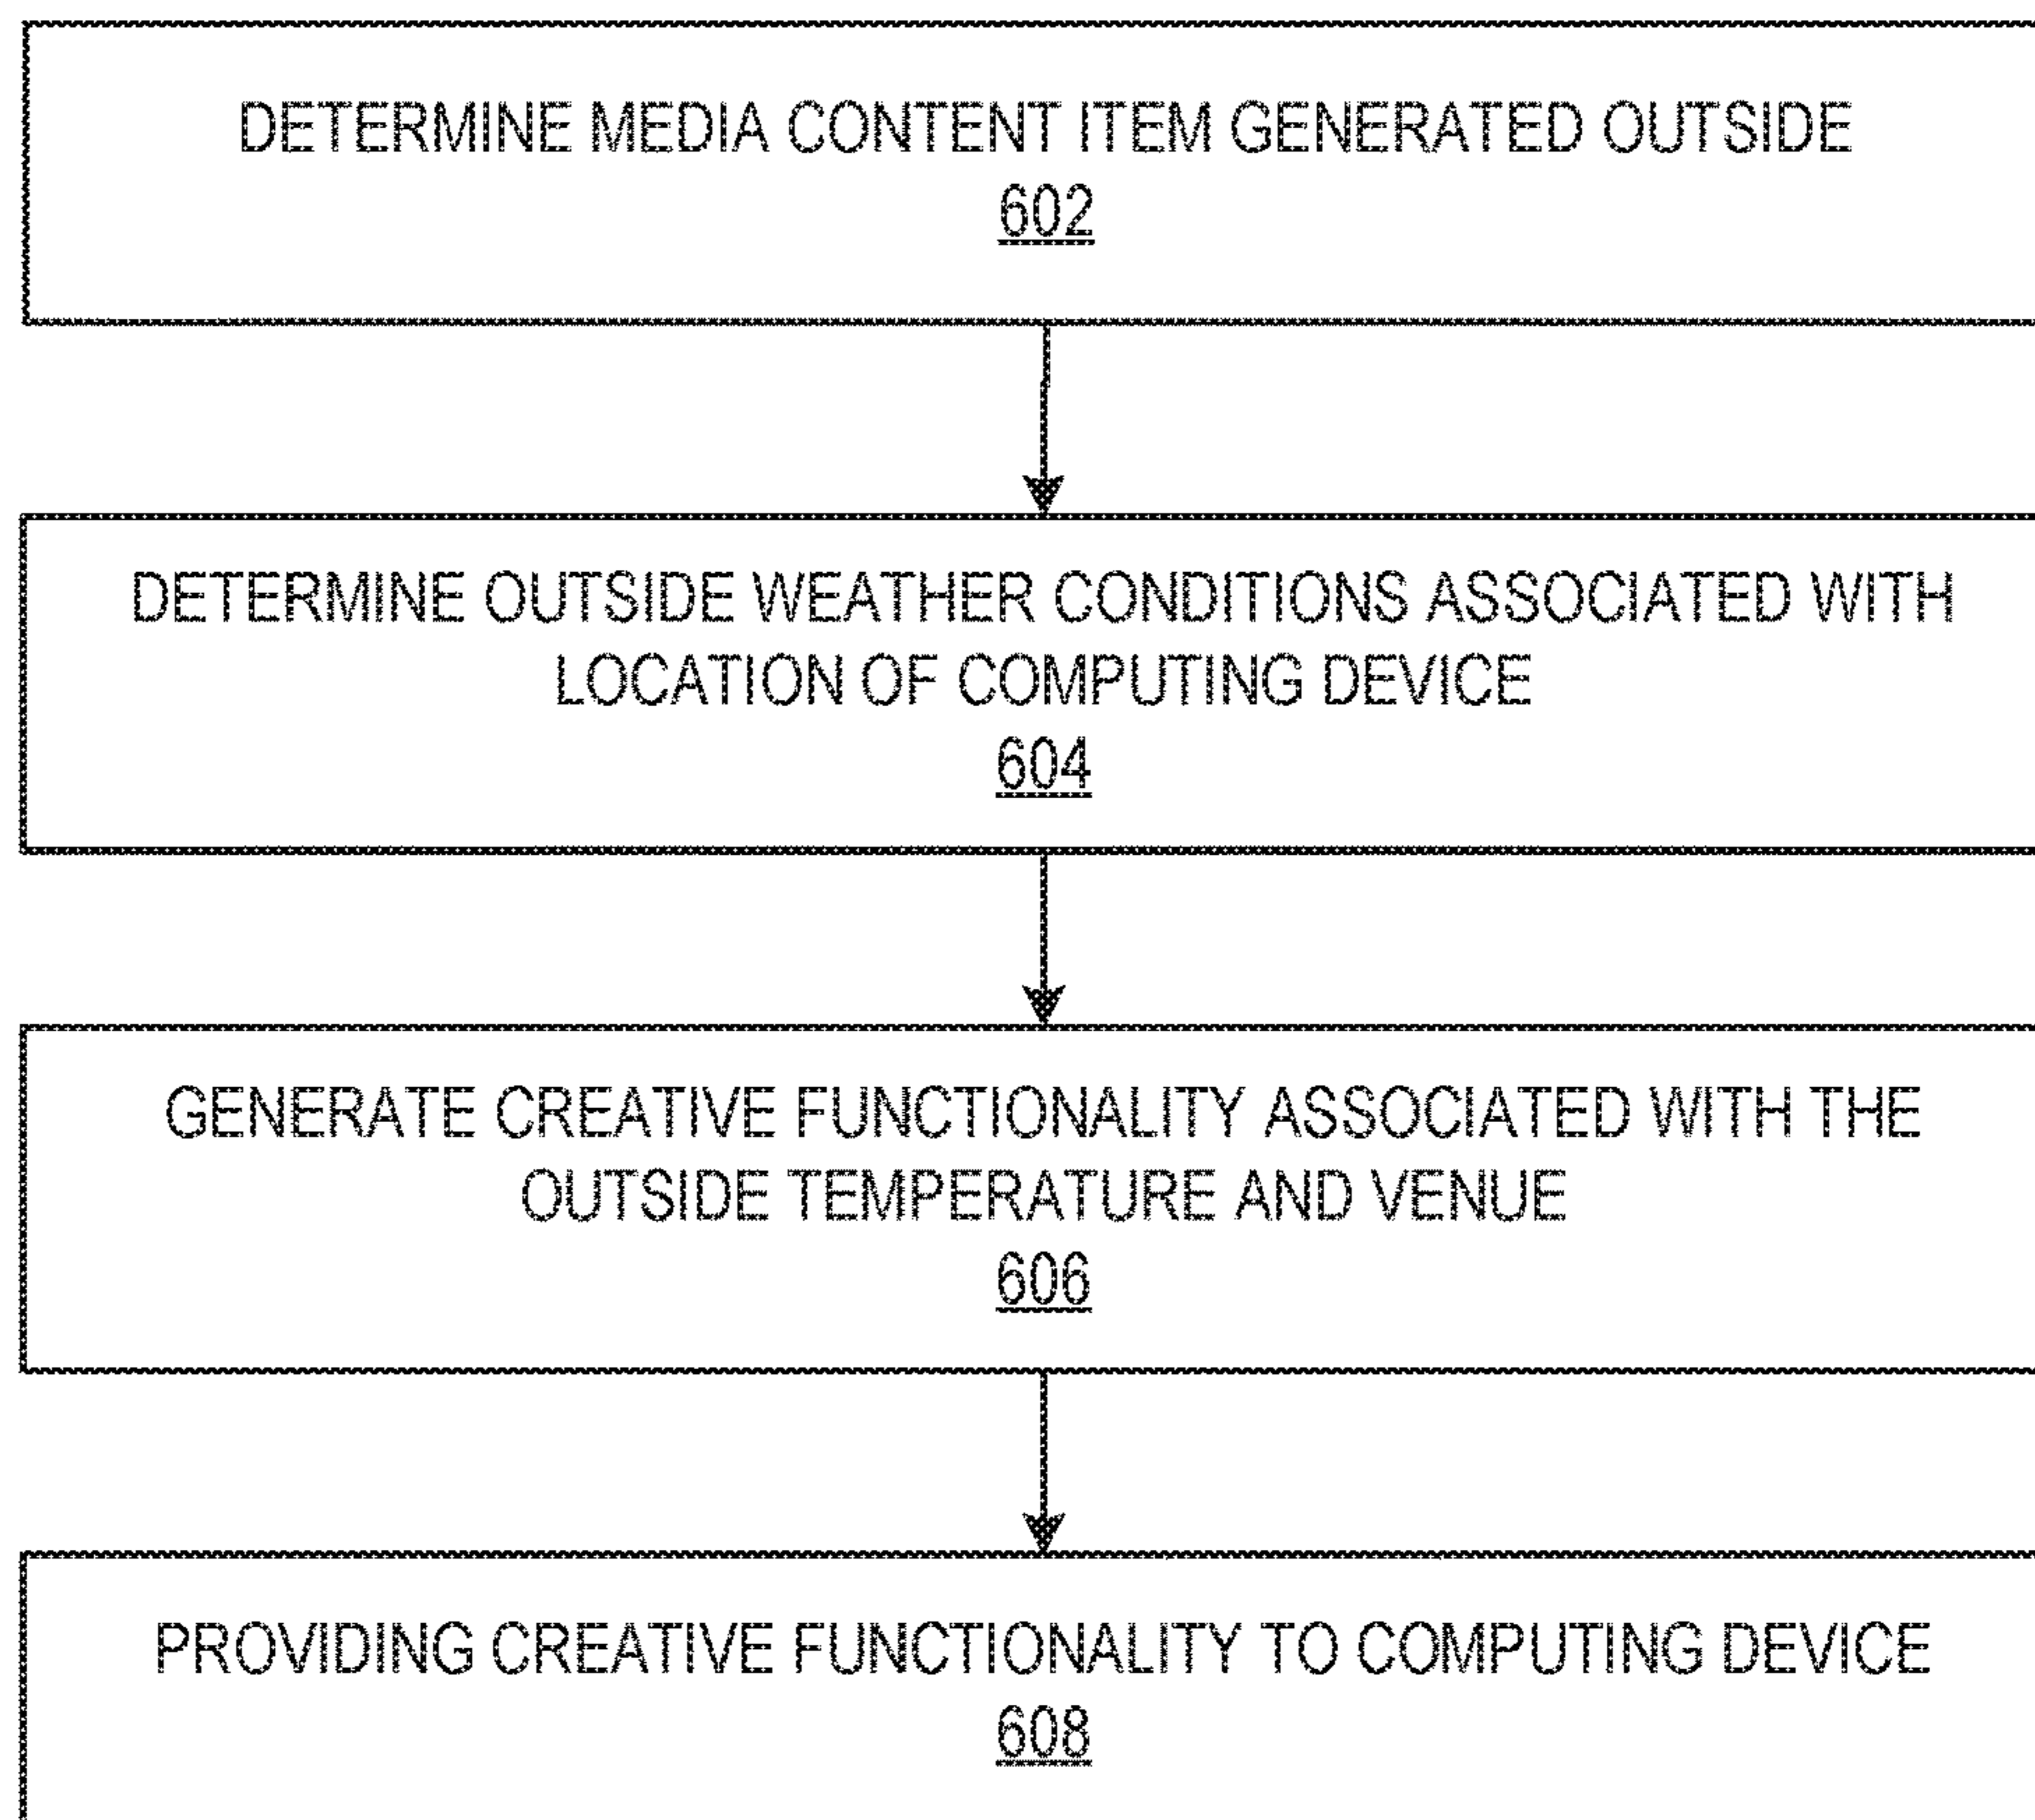 DETERMINE MEDIA CONTENT ITEM GENERATED OUTSIDE
602
DETERMINE OUTSIDE WEATHER CONDITIONS ASSOCIATED WITH
LOCATION OF COMPUTING DEVICE
604
GENERATE CREATIVE FUNCTIONALITY ASSOCIATED WITH THE
OUTSIDE TEMPERATURE AND VENUE
606
PROVIDING CREATIVE FUNCTIONALITY TO COMPUTING DEVICE
608